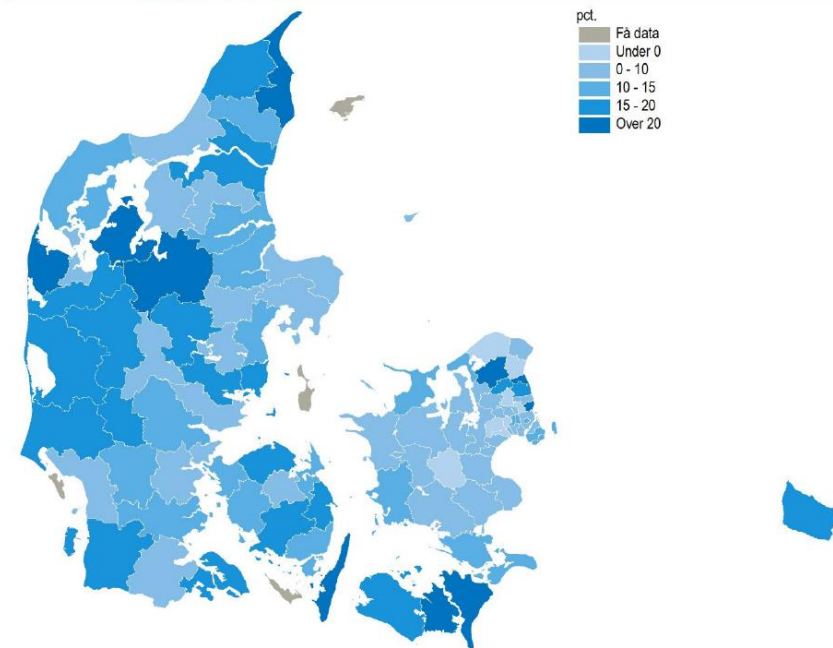 pct.
Få data
Under 0
0 - 10
10 - 15
15 - 20
Over 20